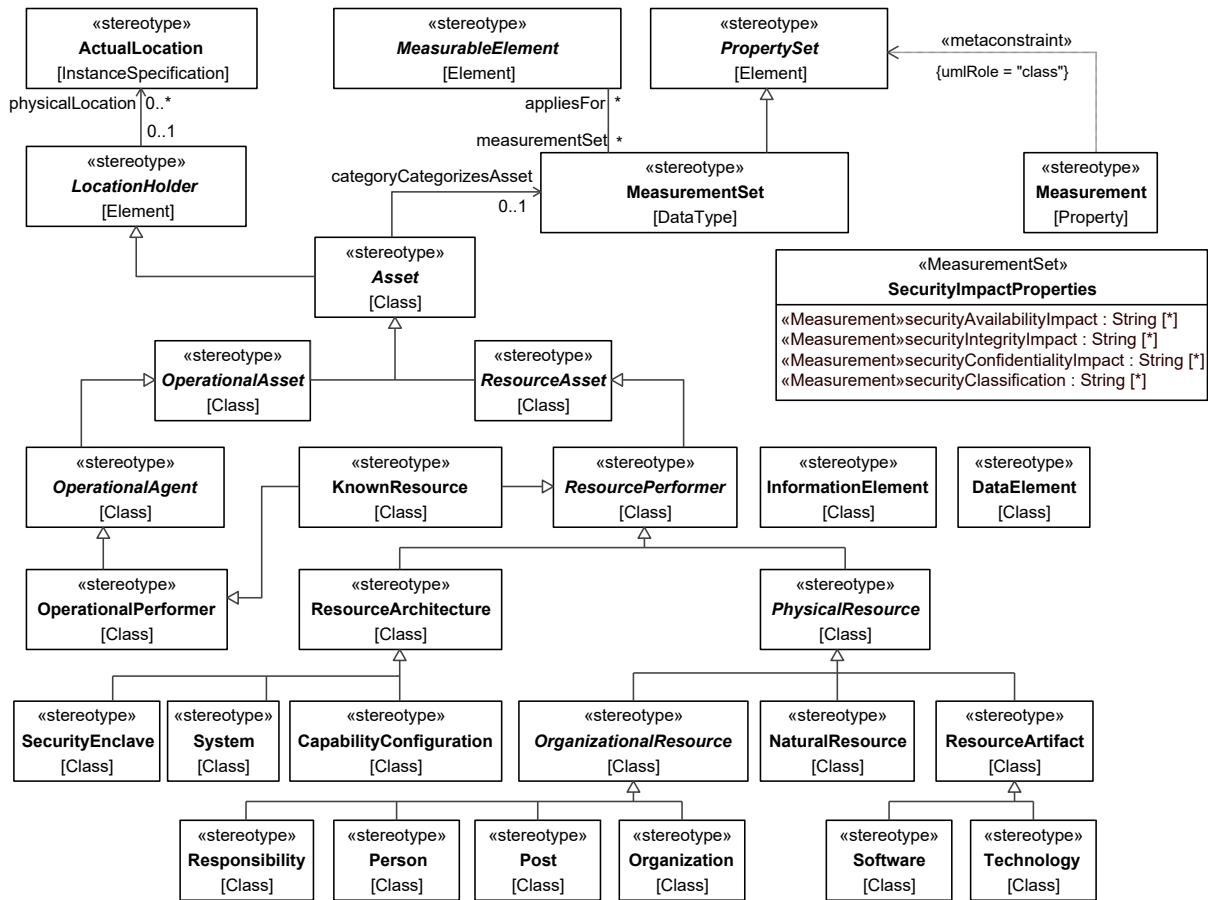 «stereotype»
ActualLocation
[InstanceSpecification]
«stereotype»
MeasurableElement
[Element]
«stereotype»
PropertySet
[Element]
«metaconstraint»
{umlRole = "class"}
physicalLocation 0..*
0..1
appliesFor *
measurementSet *
«stereotype»
LocationHolder
[Element]
categoryCategorizesAsset
0..1
«stereotype»
MeasurementSet
[DataType]
«stereotype»
Measurement
[Property]
«stereotype»
Asset
[Class]
«MeasurementSet»
SecurityImpactProperties
«Measurement»securityAvailabilityImpact : String [*]
«Measurement»securityIntegrityImpact : String [*]
«Measurement»securityConfidentialityImpact : String [*]
«Measurement»securityClassification : String [*]
«stereotype»
OperationalAsset
[Class]
«stereotype»
ResourceAsset
[Class]
«stereotype»
OperationalAgent
[Class]
«stereotype»
KnownResource
[Class]
«stereotype»
ResourcePerformer
[Class]
«stereotype»
InformationElement
[Class]
«stereotype»
DataElement
[Class]
«stereotype»
OperationalPerformer
[Class]
«stereotype»
ResourceArchitecture
[Class]
«stereotype»
PhysicalResource
[Class]
«stereotype»
SecurityEnclave
[Class]
«stereotype»
System
[Class]
«stereotype»
CapabilityConfiguration
[Class]
«stereotype»
OrganizationalResource
[Class]
«stereotype»
NaturalResource
[Class]
«stereotype»
ResourceArtifact
[Class]
«stereotype»
Responsibility
[Class]
«stereotype»
Person
[Class]
«stereotype»
Post
[Class]
«stereotype»
Organization
[Class]
«stereotype»
Software
[Class]
«stereotype»
Technology
[Class]